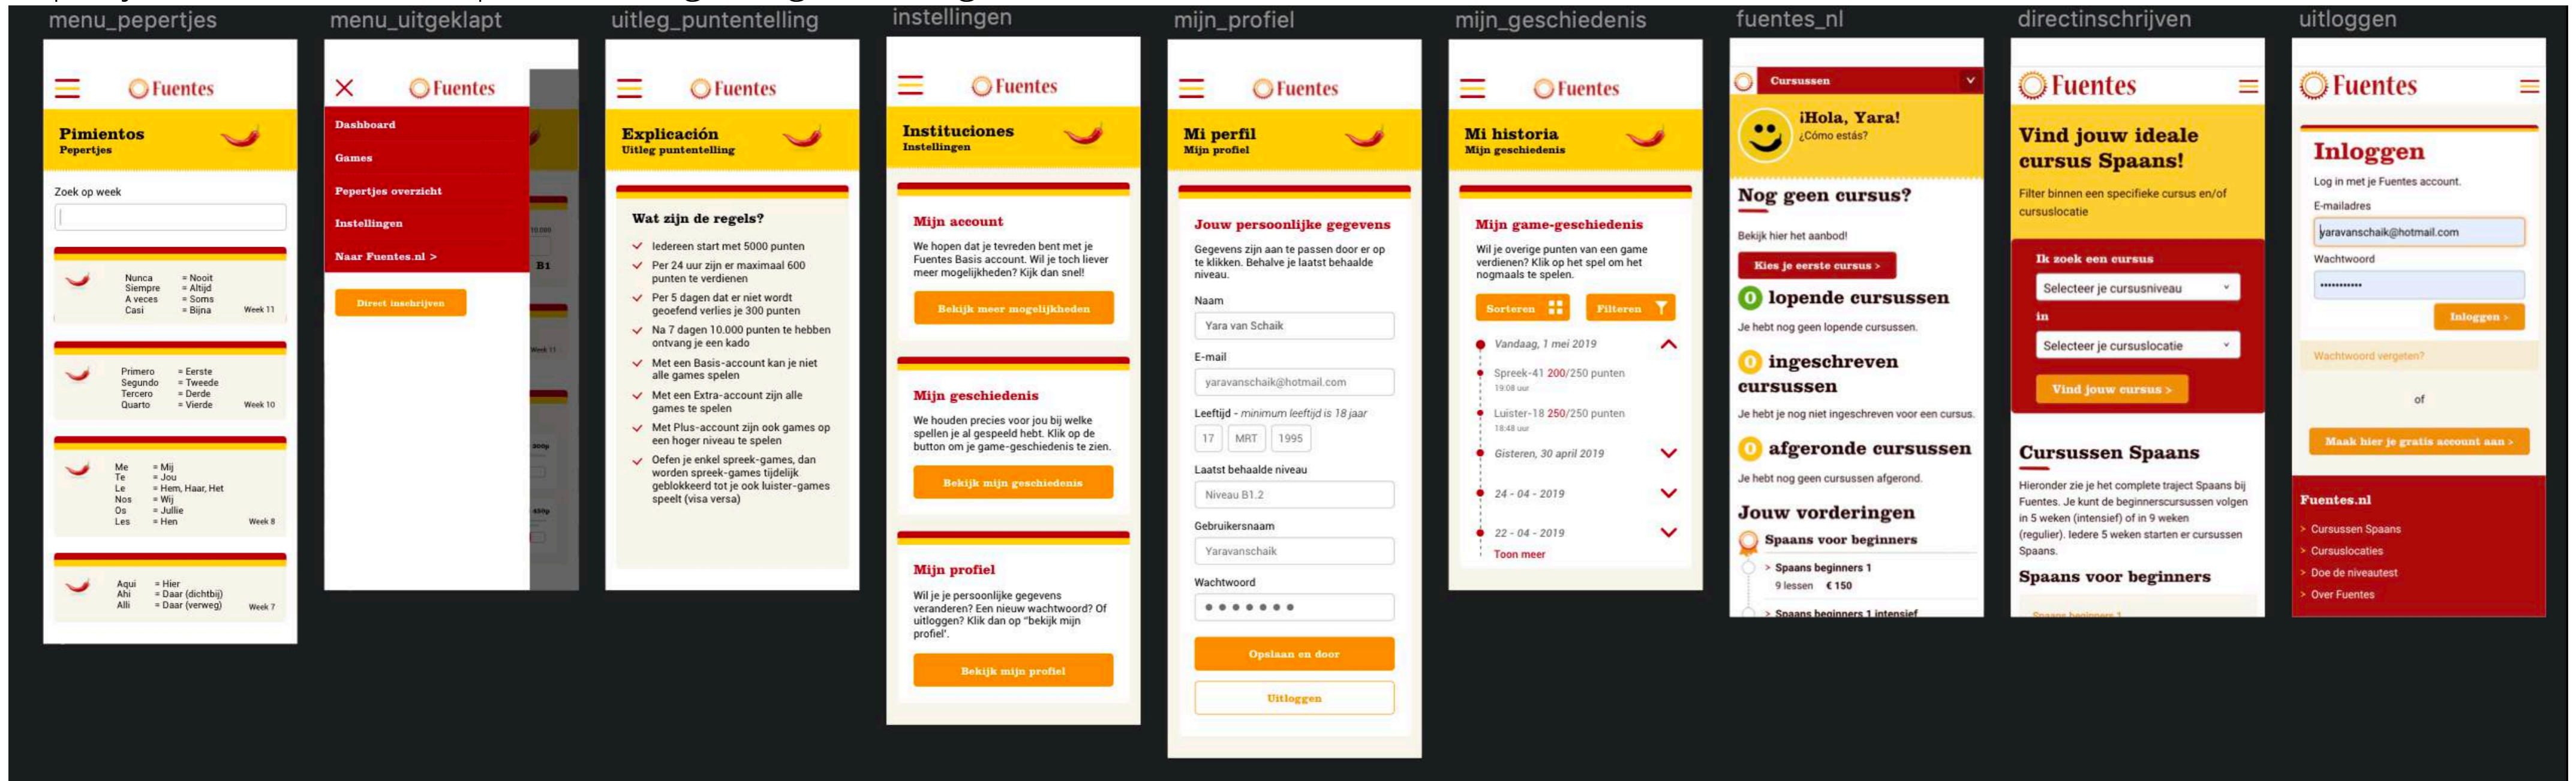 menu_pepertjes
Fuentes
Pimientos
Pepertjes
Zoek op week
Nunca = Nooit
Siempre = Altijd
A veces = Soms
Casi = Bijna Week 11
Primero = Eerste
Segundo = Tweede
Tercero = Derde
Quarto = Vierde Week 10
Me = Mij
Te = Jou
Le = Hem, Haar, Het
Nos = Wij
Os = Jullie
Les = Hen Week 8
Aqui = Hier
Ahi = Daar (dichtbij)
Alli = Daar (verweg) Week 7
menu_uitgeklapt
Fuentes
Dashboard
Games
Pepertjes overzicht
Instellingen
Naar Fuentes.nl >
Direct inschrijven
10.000
B1
Week 11
uitleg_puntentelling
Fuentes
Explicación
Uitleg puntentelling
Wat zijn de regels?
Iedereen start met 5000 punten
Per 24 uur zijn er maximaal 600
punten te verdienen
Per 5 dagen dat er niet wordt
geoefend verlies je 300 punten
Na 7 dagen 10.000 punten te hebben
ontvang je een kado
Met een Basis-account kan je niet
alle games spelen
Met een Extra-account zijn alle
games te spelen
Met Plus-account zijn ook games op
een hoger niveau te spelen
Oefen je enkel spreek-games, dan
worden spreek-games tijdelijk
geblokkeerd tot je ook luister-games
speelt (visa versa)
instellingen
Fuentes
Instituciones
Instellingen
Mijn account
We hopen dat je tevreden bent met je
Fuentes Basis account. Wil je toch liever
meer mogelijkheden? Kijk dan snel!
Bekijk meer mogelijkheden
Mijn geschiedenis
We houden precies voor jou bij welke
spellen je al gespeeld hebt. Klik op de
button om je game-geschiedenis te zien.
Bekijk mijn geschiedenis
Mijn profiel
Wil je je persoonlijke gegevens
veranderen? Een nieuw wachtwoord? Of
uitloggen? Klik dan op "bekijk mijn
profiel'.
Bekijk mijn profiel
mijn_profiel
Fuentes
Mi perfil
Mijn profiel
Jouw persoonlijke gegevens
Gegevens zijn aan te passen door er op
te klikken. Behalve je laatst behaalde
niveau.
Naam
Yara van Schaik
E-mail
yaravanschaik@hotmail.com
Leeftijd - minimum leeftijd is 18 jaar
17 MRT 1995
Laatst behaalde niveau
Niveau B1.2
Gebruikersnaam
Yaravanschaik
Wachtwoord
Opslaan en door
Uitloggen
mijn_geschiedenis
Fuentes
Mi historia
Mijn geschiedenis
Mijn game-geschiedenis
Wil je overige punten van een game
verdienen? Klik op het spel om het
nogmaals te spelen.
Sorteren Filteren
Vandaag, 1 mei 2019
Spreek-41 200/250 punten
19:08 uur
Luister-18 250/250 punten
18:48 uur
Gisteren, 30 april 2019
24 - 04 - 2019
22 - 04 - 2019
Toon meer
fuentes_nl
Cursussen
¡Hola, Yara!
¿Cómo estás?
Nog geen cursus?
Bekijk hier het aanbod!
Kies je eerste cursus >
0 lopende cursussen
Je hebt nog geen lopende cursussen.
0 ingeschreven
cursussen
Je hebt je nog niet ingeschreven voor een cursus.
0 afgeronde cursussen
Je hebt nog geen cursussen afgerond.
Jouw vorderingen
Spaans voor beginners
> Spaans beginners 1
9 lessen € 150
> Spaans beginners 1 intensief
directinschrijven
Fuentes
Vind jouw ideale
cursus Spaans!
Filter binnen een specifieke cursus en/of
cursuslocatie
Ik zoek een cursus
Selecteer je cursusniveau
in
Selecteer je cursuslocatie
Vind jouw cursus >
Cursussen Spaans
Hieronder zie je het complete traject Spaans bij
Fuentes. Je kunt de beginnerscursussen volgen
in 5 weken (intensief) of in 9 weken
(regulier). Iedere 5 weken starten er cursussen
Spaans.
Spaans voor beginners
Spaans beginners 1
uitloggen
Fuentes
Inloggen
Log in met je Fuentes account.
E-mailadres
yaravanschaik@hotmail.com
Wachtwoord
Inloggen >
Wachtwoord vergeten?
of
Maak hier je gratis account aan >
Fuentes.nl
> Cursussen Spaans
> Cursuslocaties
> Doe de niveautest
> Over Fuentes